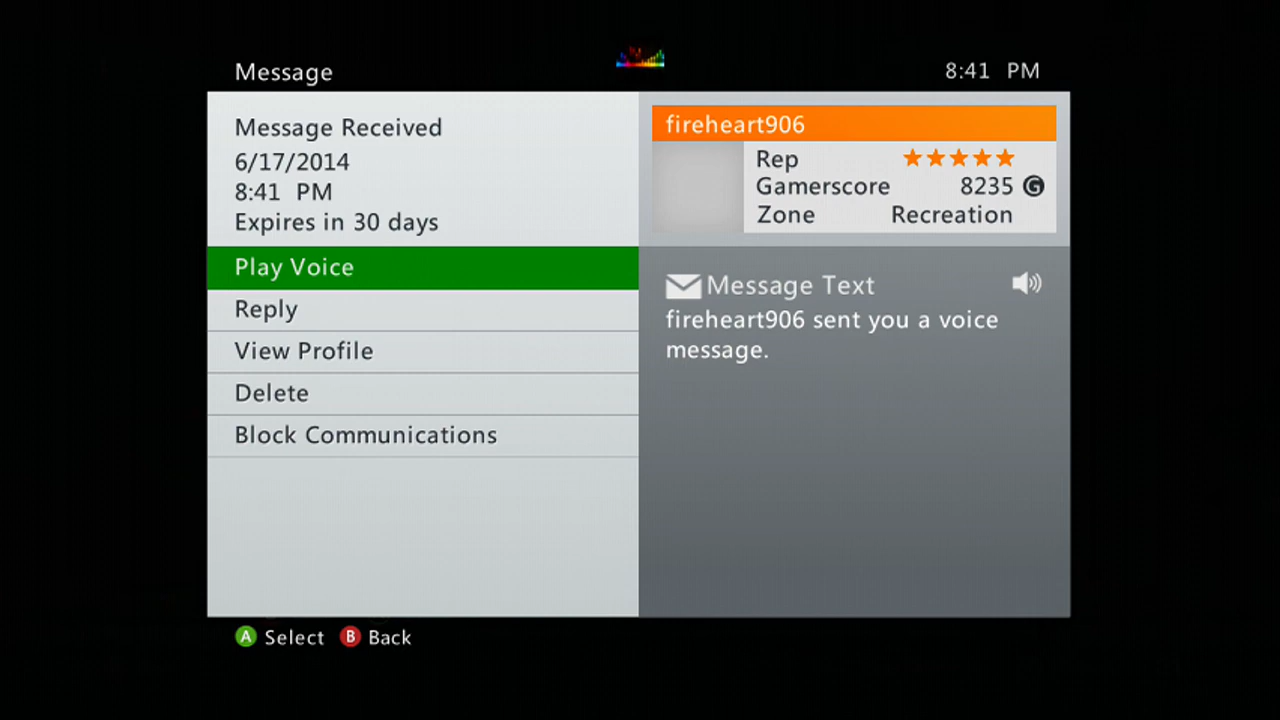 Message
8:41 PM
Message Received
6/17/2014
8:41 PM
Expires in 30 days
Play Voice
Reply
View Profile
Delete
Block Communications
fireheart906
Rep
Gamerscore 8235 G
Zone Recreation
Message Text
fireheart906 sent you a voice
message.
A Select B Back